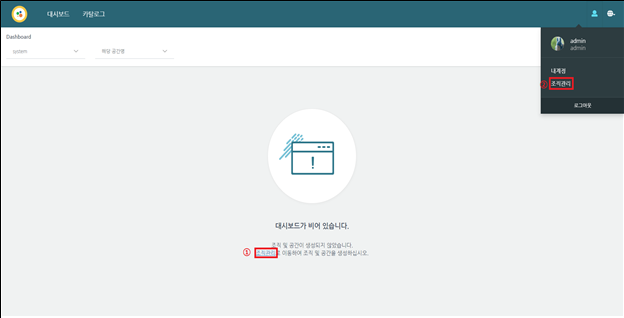 대시보드 카탈로그
Dashboard
system
해당 공간명
admin
admin
내계정
② 조직관리
로그아웃
!
대시보드가 비어 있습니다.
조직 및 공간이 생성되지 않았습니다.
① 조직관리로 이동하여 조직 및 공간을 생성하십시오.